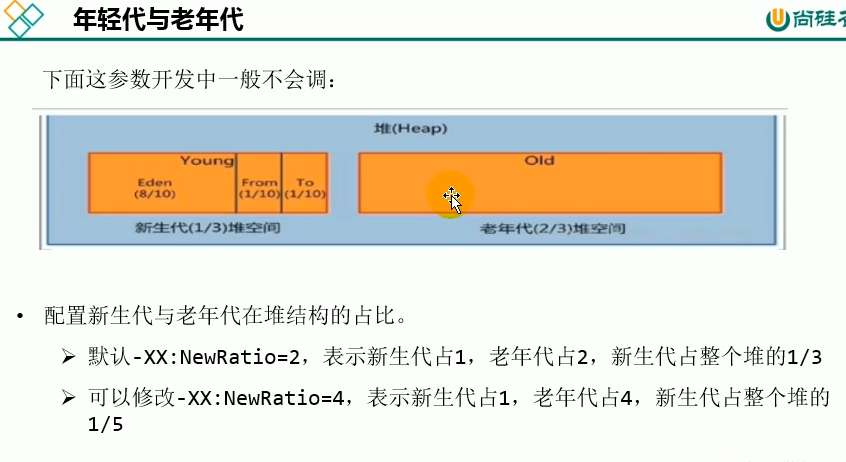 年轻代与老年代
尚硅
下面这参数开发中一般不会调：
堆(Heap)
Young
Old
Eden
(8/10)
From
(1/10)
To
(1/10)
新生代(1/3)堆空间
老年代(2/3)堆空间
• 配置新生代与老年代在堆结构的占比。
➢ 默认-XX:NewRatio=2，表示新生代占1，老年代占2，新生代占整个堆的1/3
➢ 可以修改-XX:NewRatio=4，表示新生代占1，老年代占4，新生代占整个堆的
1/5